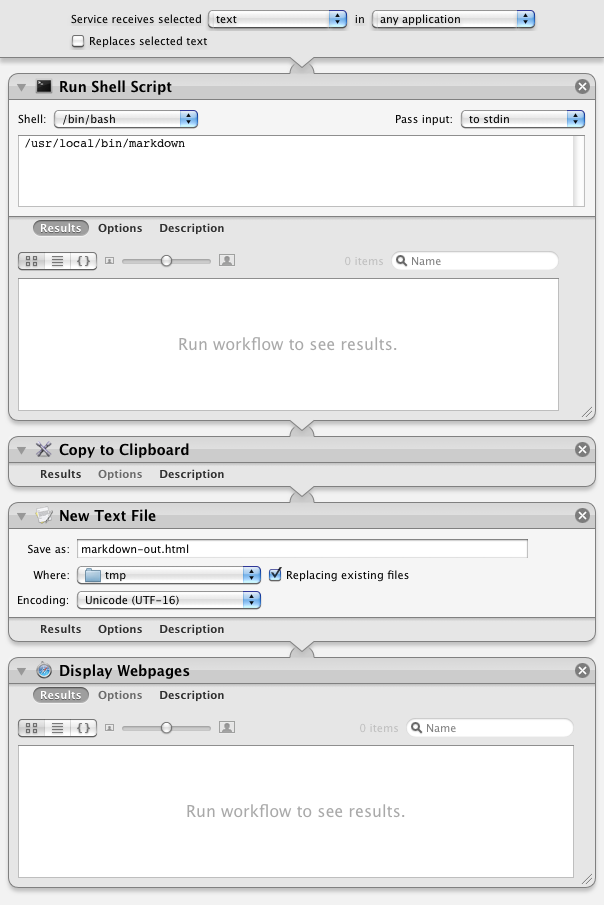 Service receives selected text in any application
Replaces selected text
Run Shell Script
Shell: /bin/bash Pass input: to stdin
/usr/local/bin/markdown
Results Options Description
0 items Name
Run workflow to see results.
Copy to Clipboard
Results Options Description
New Text File
Save as: markdown-out.html
Where: tmp Replacing existing files
Encoding: Unicode (UTF-16)
Results Options Description
Display Webpages
Results Options Description
0 items Name
Run workflow to see results.